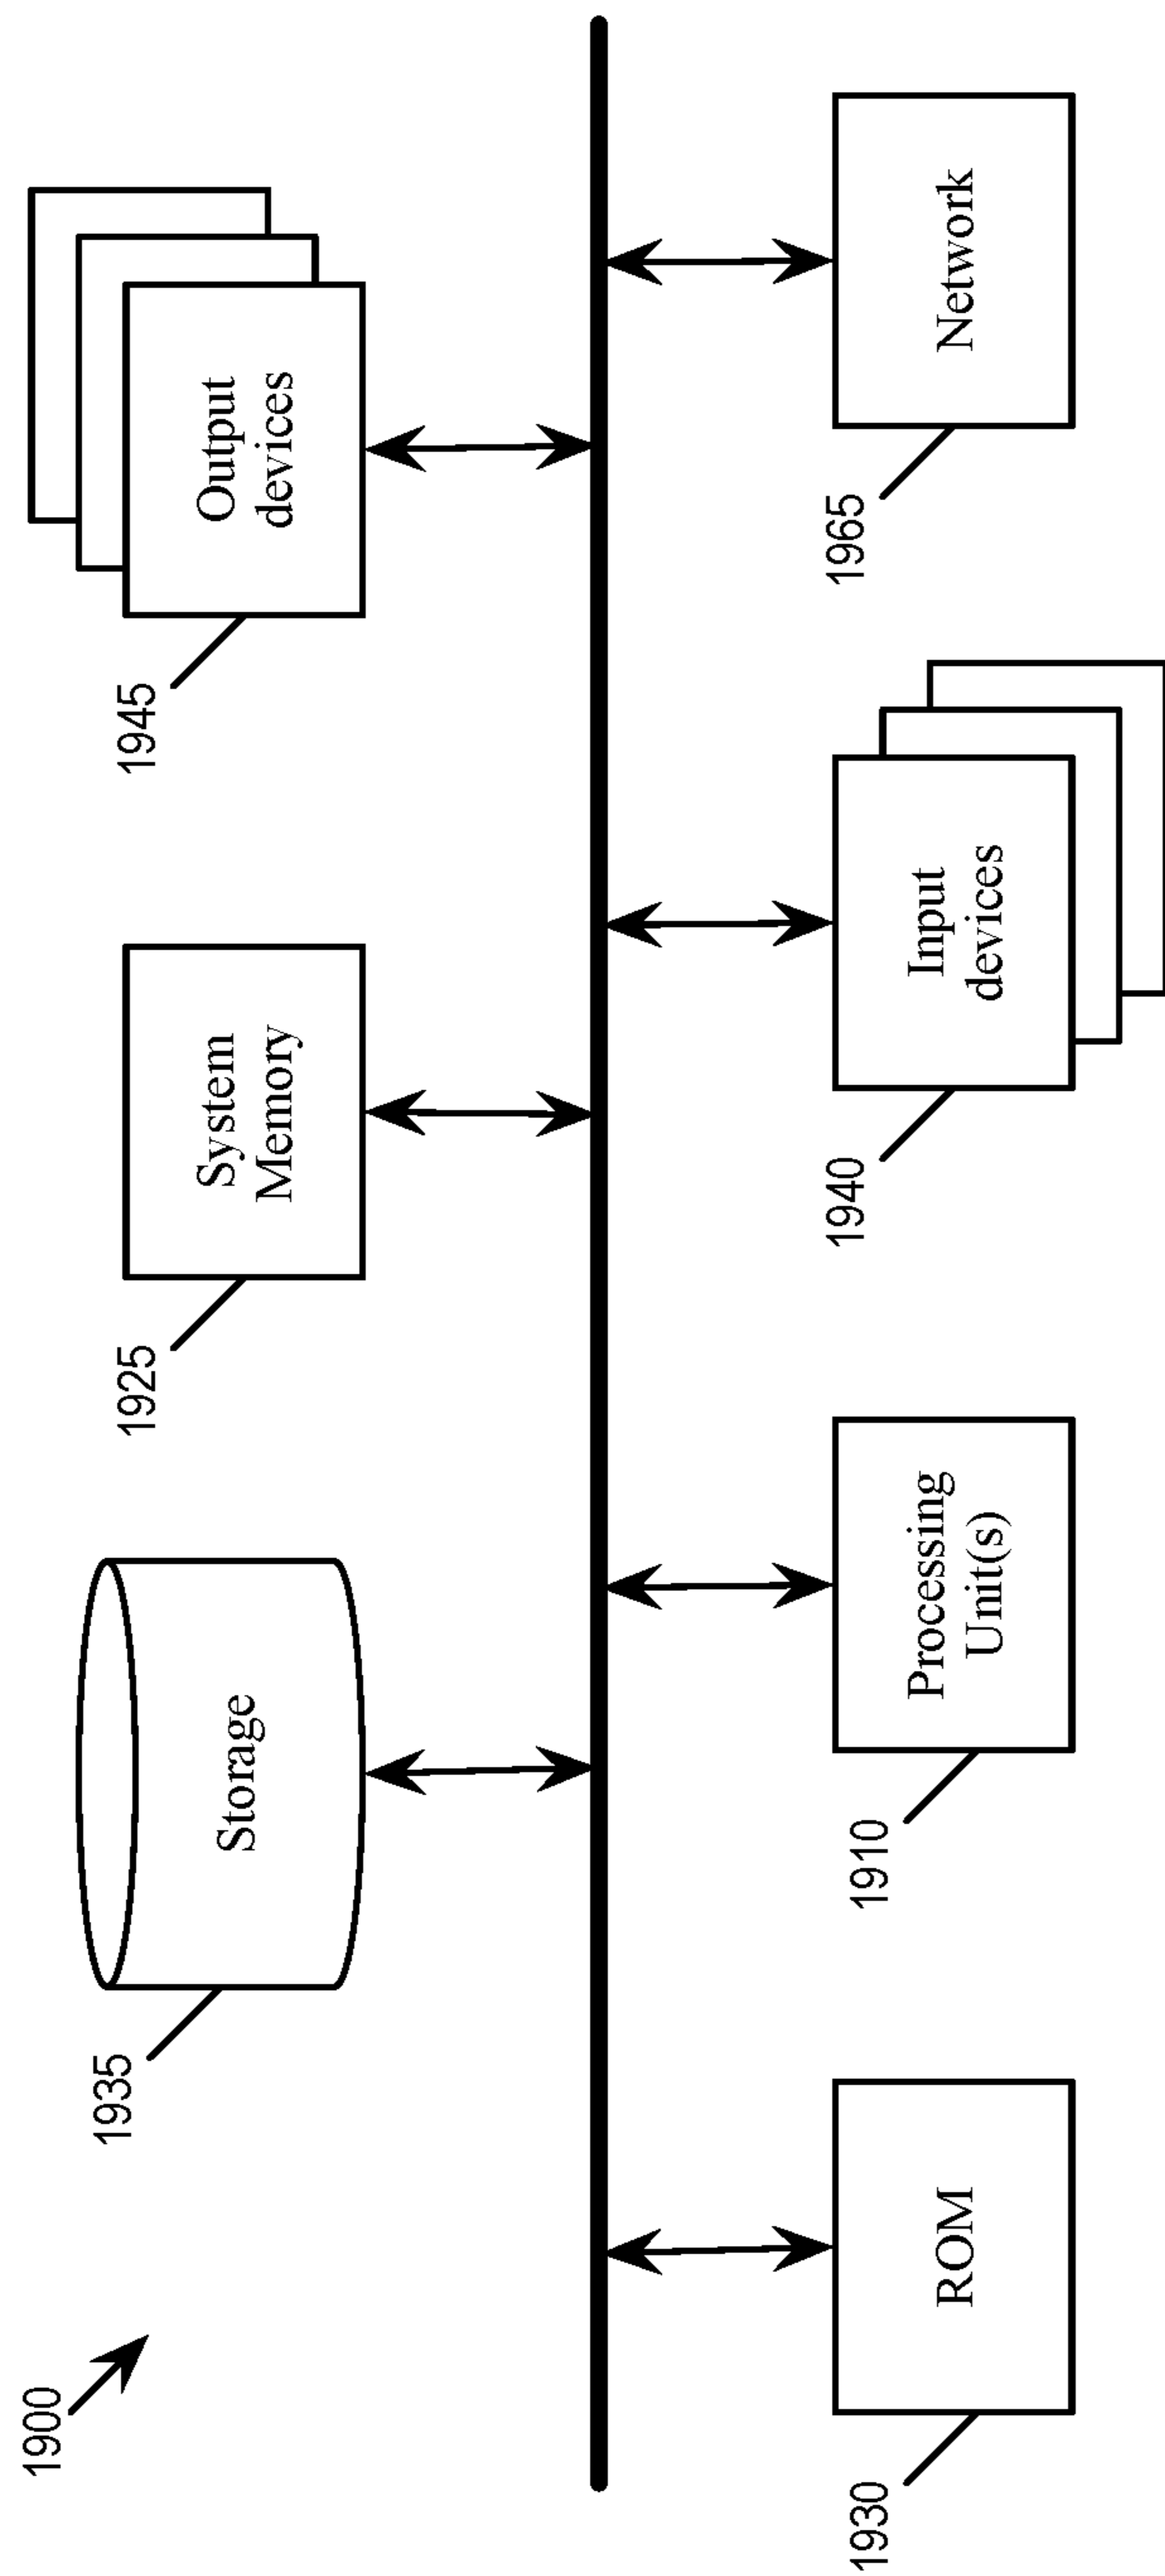 1900
1935
Storage
1925
System
Memory
1945
Output
devices
1930
ROM
1910
Processing
Unit(s)
1940
Input
devices
1965
Network